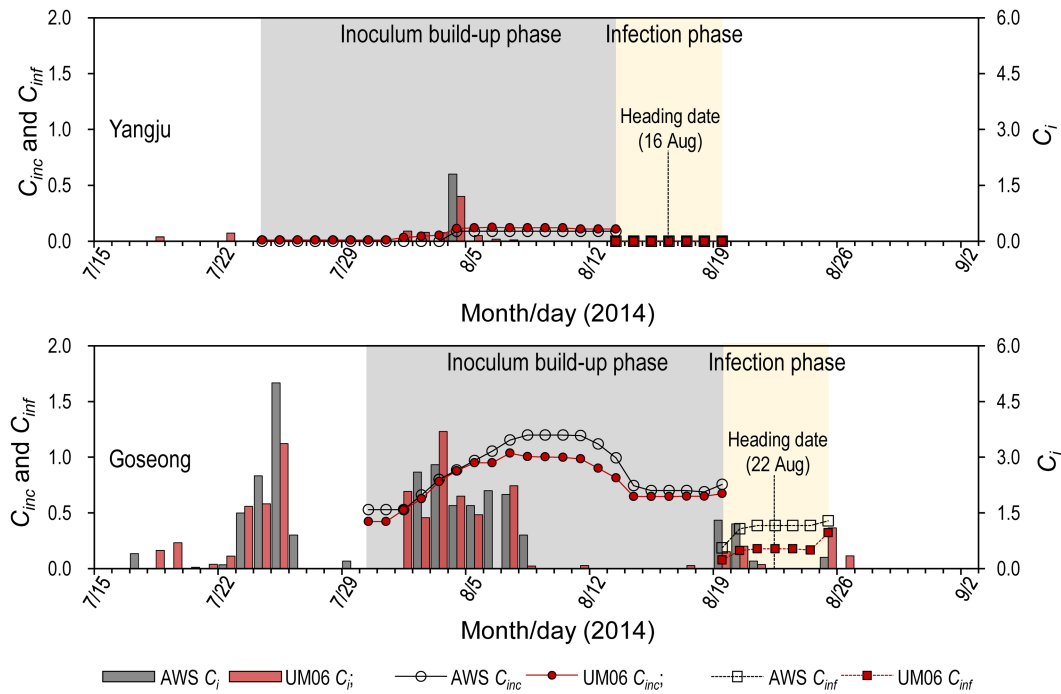 Inoculum build-up phase
Infection phase
C_inc and C_inf
C_i
2.0
1.5
1.0
0.5
0.0
6.0
4.5
3.0
1.5
0.0
Yangju
Heading date
(16 Aug)
7/15
7/22
7/29
8/5
8/12
8/19
8/26
9/2
Month/day (2014)
Inoculum build-up phase
Infection phase
C_inc and C_inf
C_i
2.0
1.5
1.0
0.5
0.0
6.0
4.5
3.0
1.5
0.0
Goseong
Heading date
(22 Aug)
7/15
7/22
7/29
8/5
8/12
8/19
8/26
9/2
Month/day (2014)
AWS C_i UM06 C_i; AWS C_inc UM06 C_inc; AWS C_inf UM06 C_inf